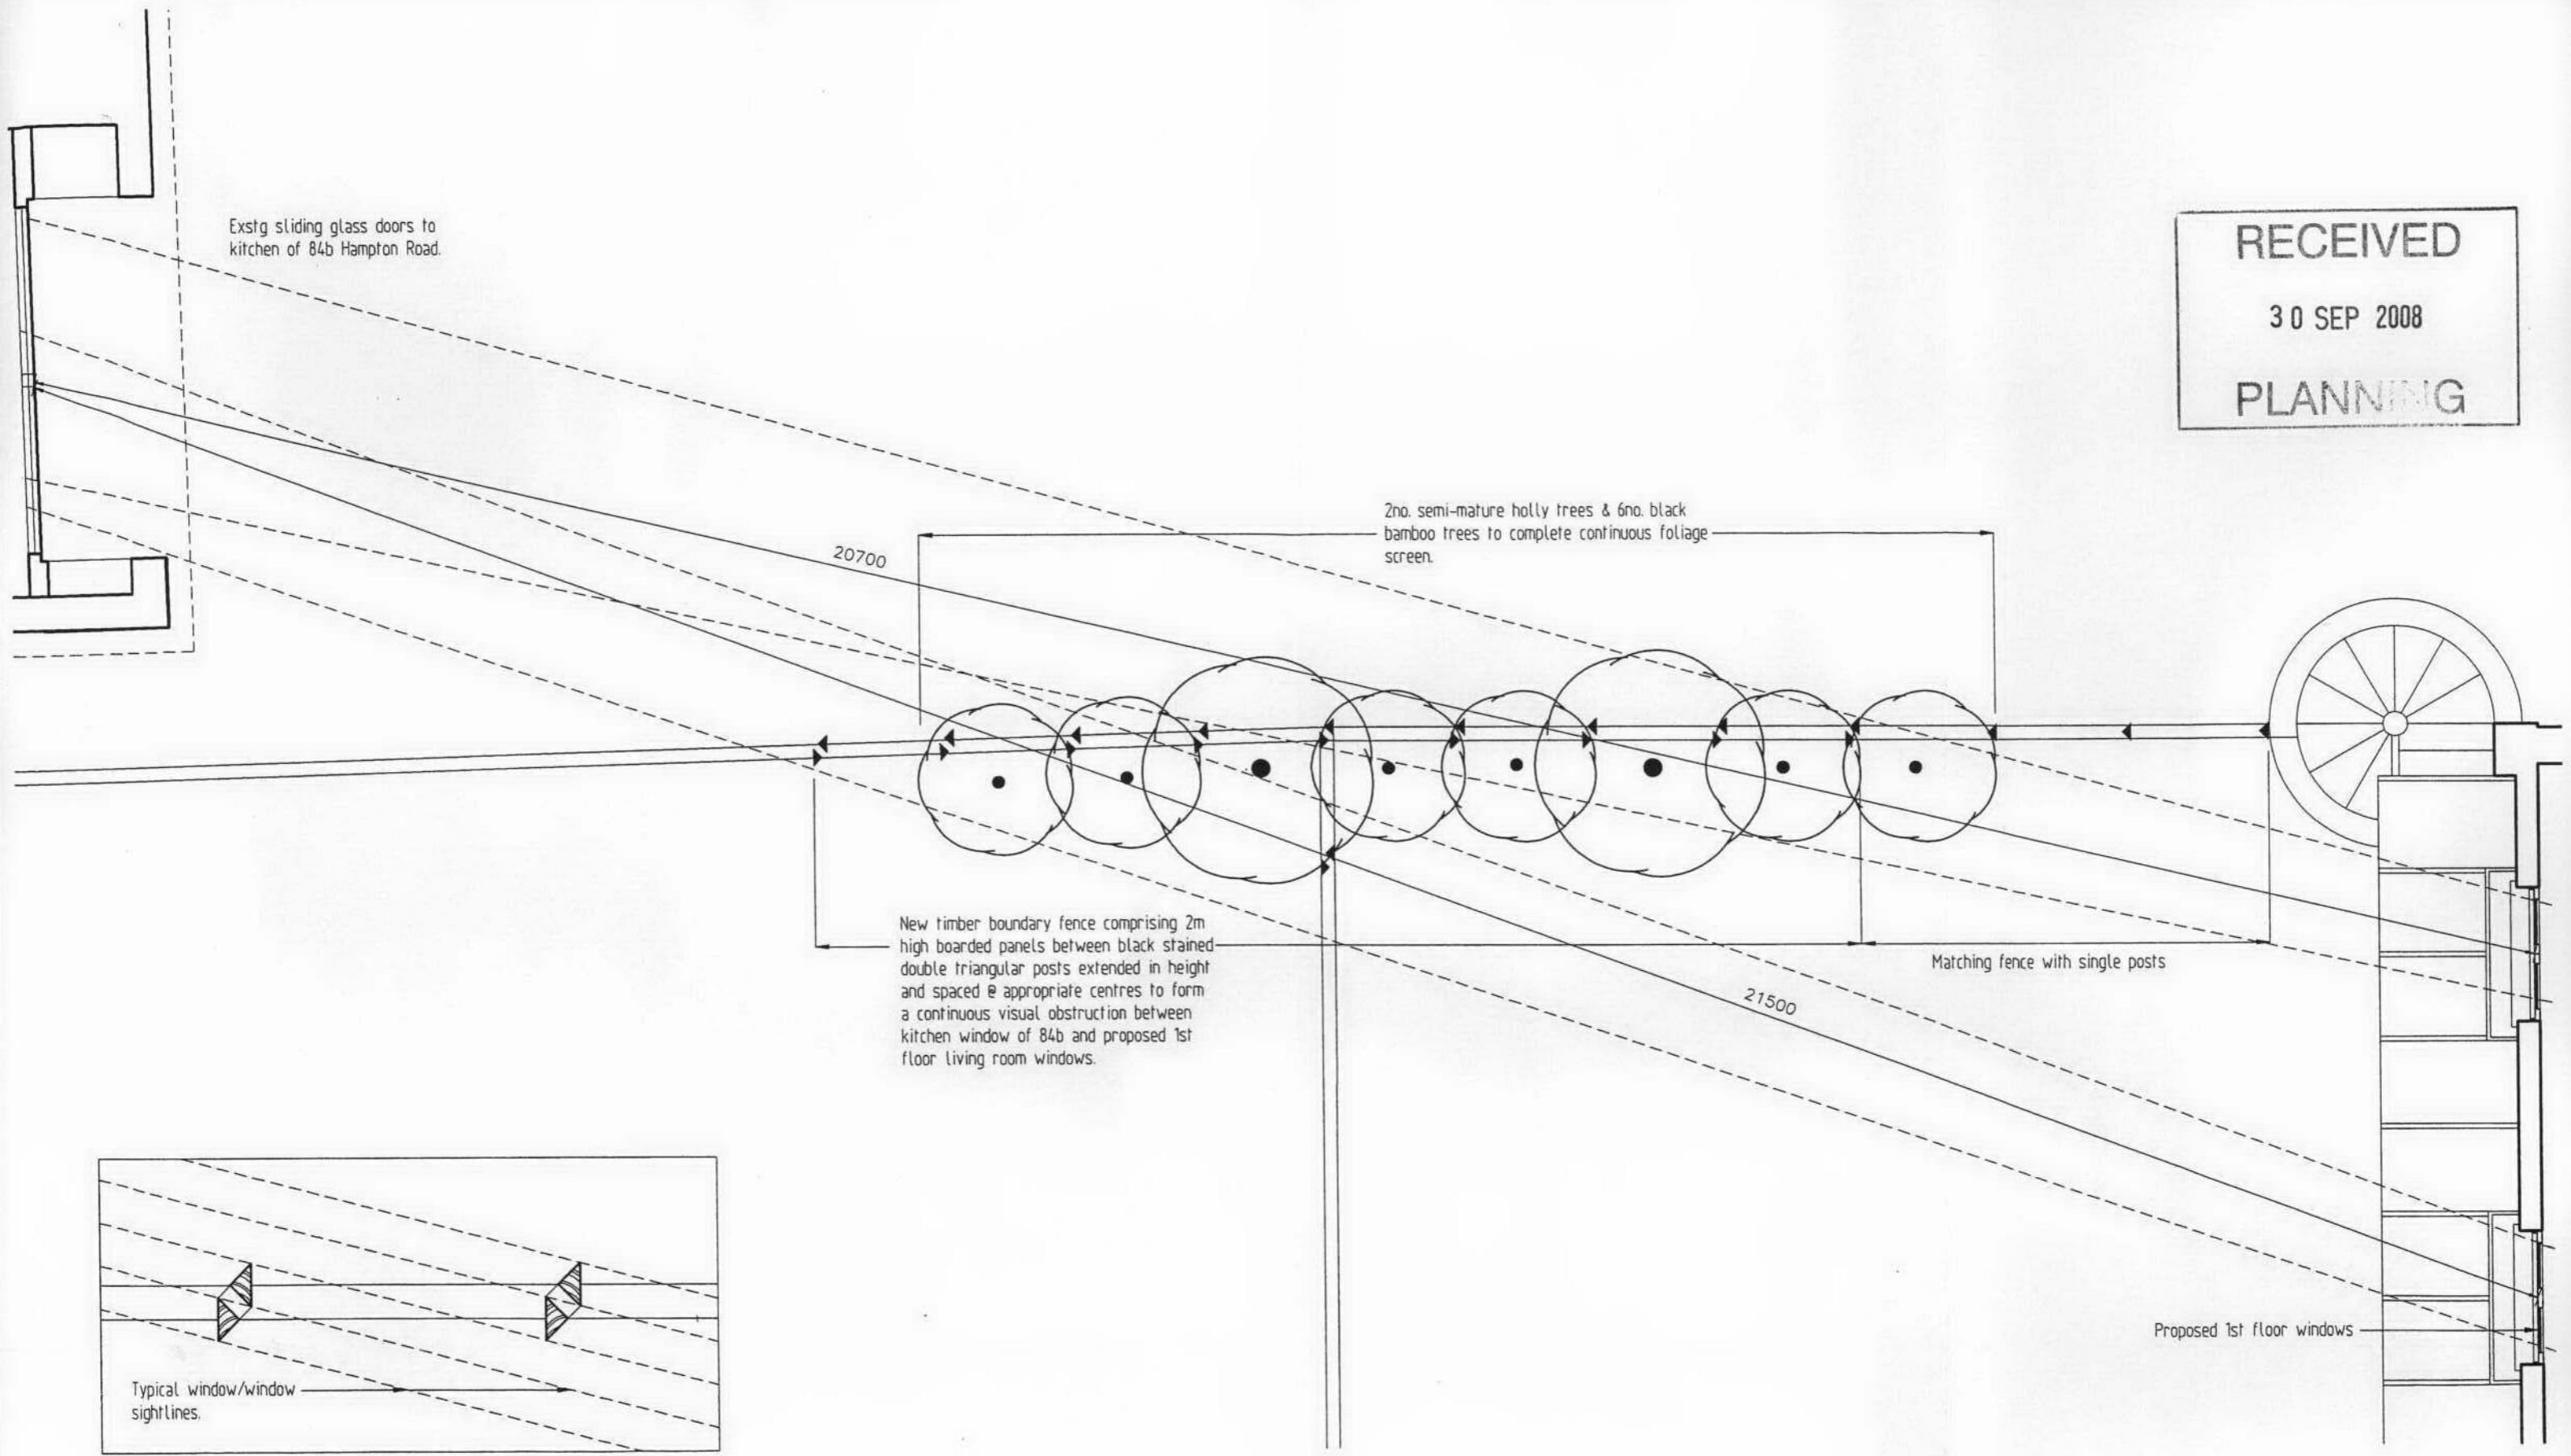 Exstg sliding glass doors to
kitchen of 84b Hampton Road.
RECEIVED
30 SEP 2008
PLANNING
2no. semi-mature holly trees & 6no. black
bamboo trees to complete continuous foliage
screen.
20700
New timber boundary fence comprising 2m
high boarded panels between black stained
double triangular posts extended in height
and spaced @ appropriate centres to form
a continuous visual obstruction between
kitchen window of 84b and proposed 1st
floor living room windows.
Matching fence with single posts
21500
Proposed 1st floor windows
Typical window/window
sightlines.